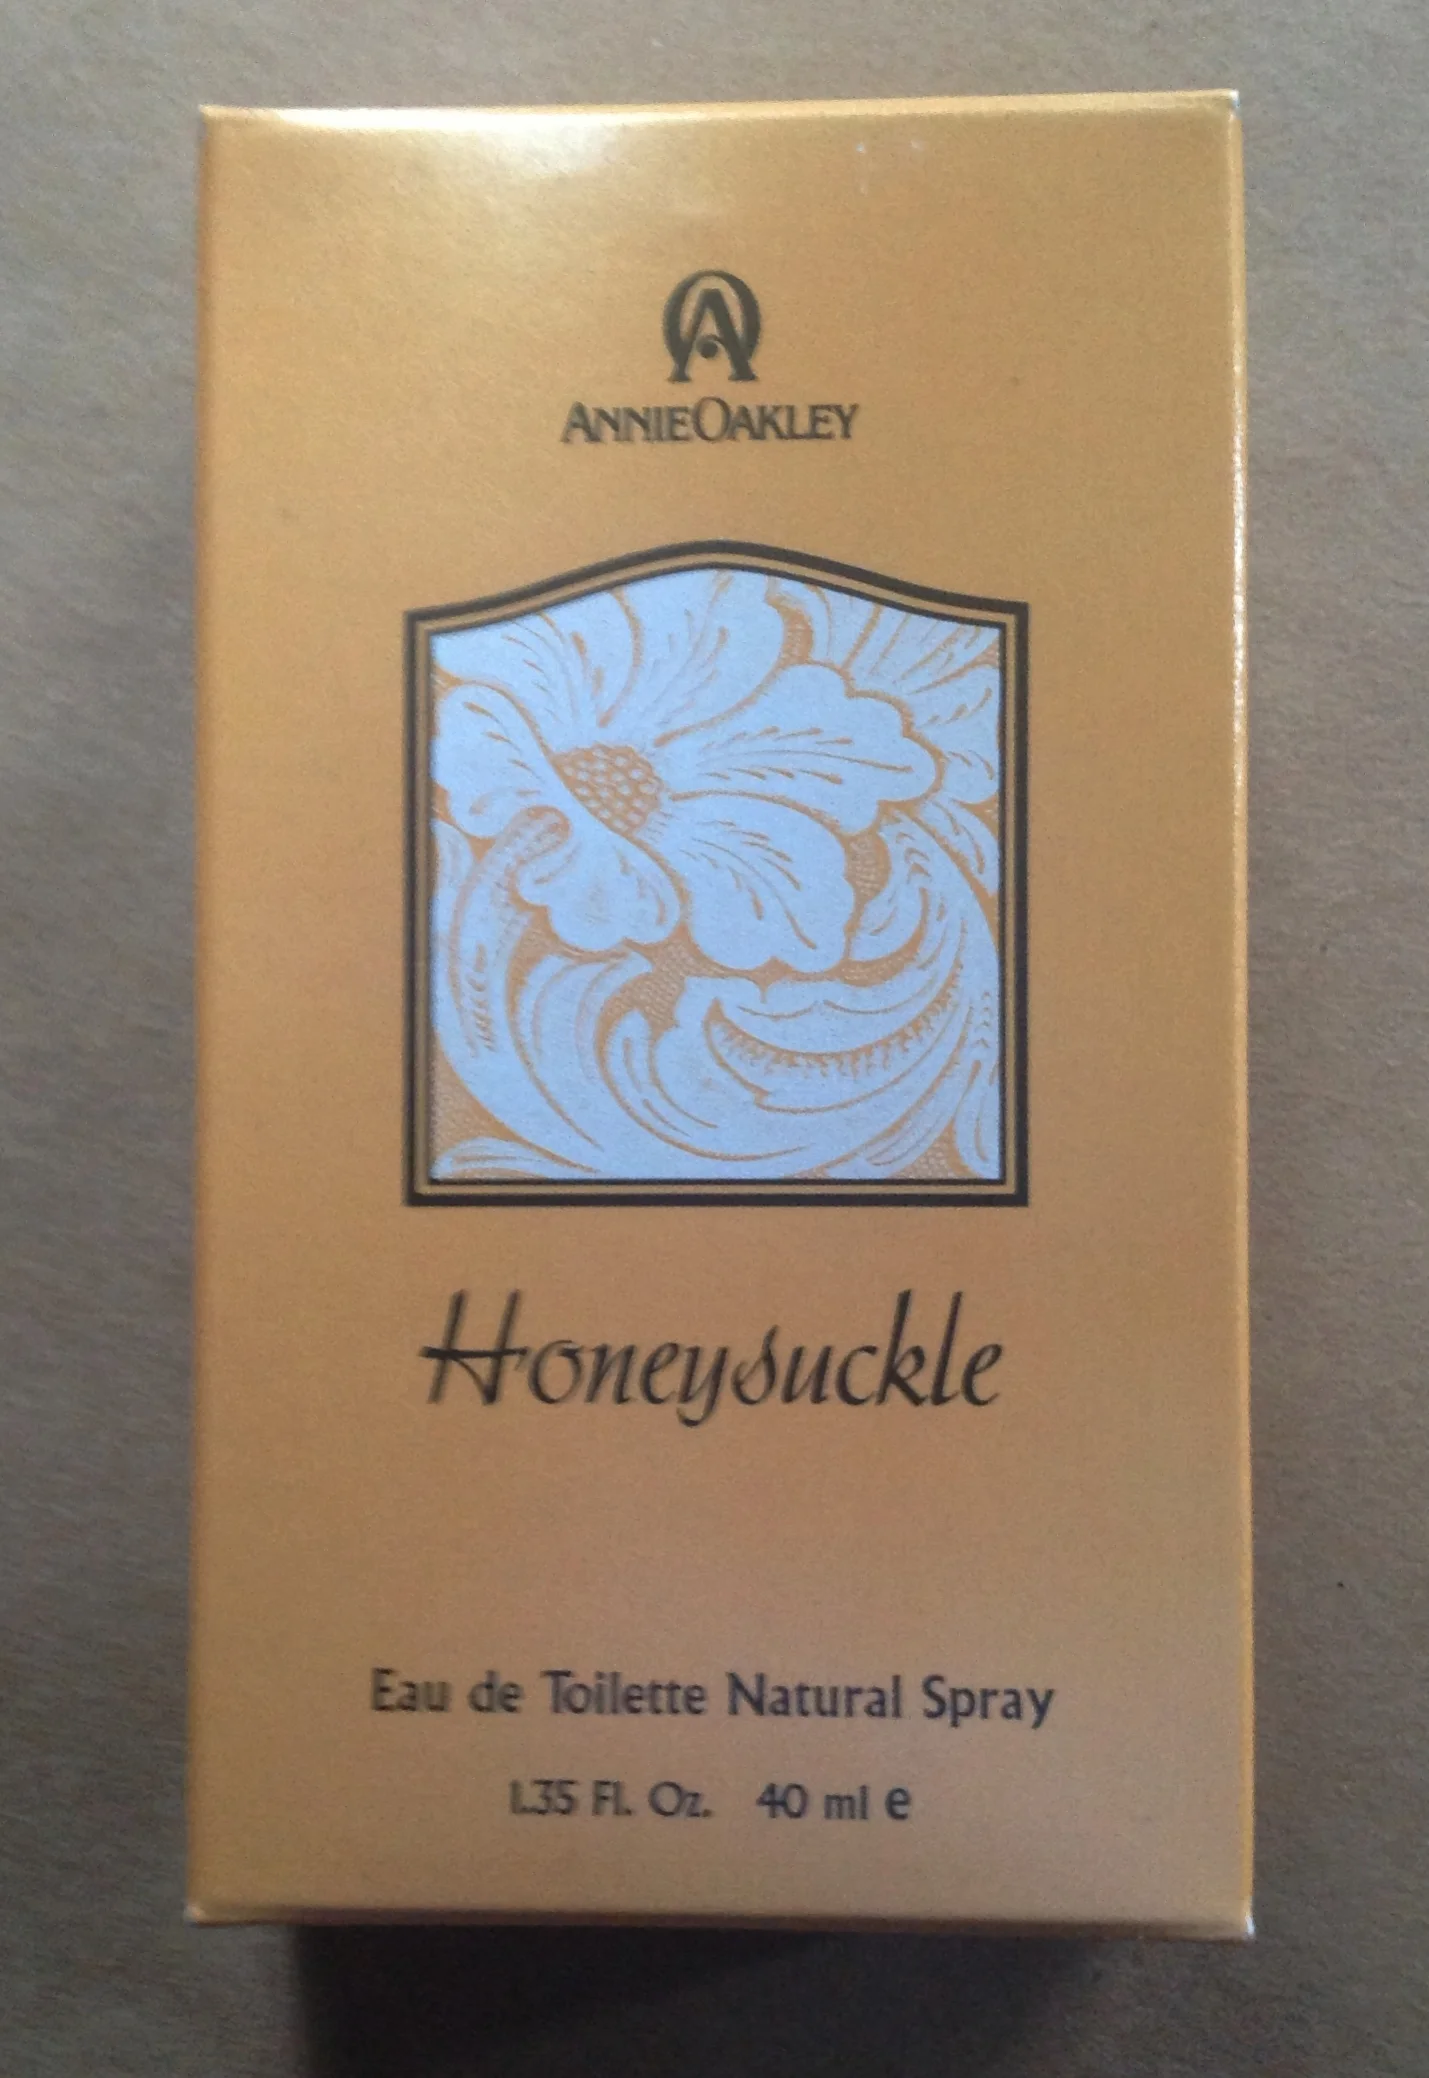 ANNIEOAKLEY
Honeysuckle
Eau de Toilette Natural Spray
1.35 Fl. Oz. 40 ml e